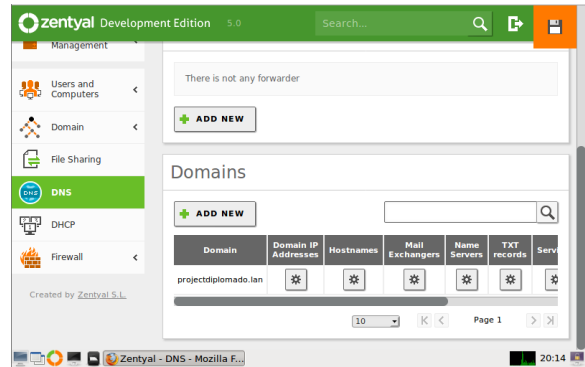 zentyal Development Edition 5.0
Search...
Management
There is not any forwarder
Users and
Computers
ADD NEW
Domain
File Sharing
Domains
DNS
DNS
ADD NEW
DHCP
Domain
Domain IP
Addresses
Hostnames
Mail
Exchangers
Name
Servers
TXT
records
Servi
Firewall
projectdiplomado.lan
Created by Zentyal S.L.
10
Page 1
Zentyal - DNS - Mozilla F...
20:14